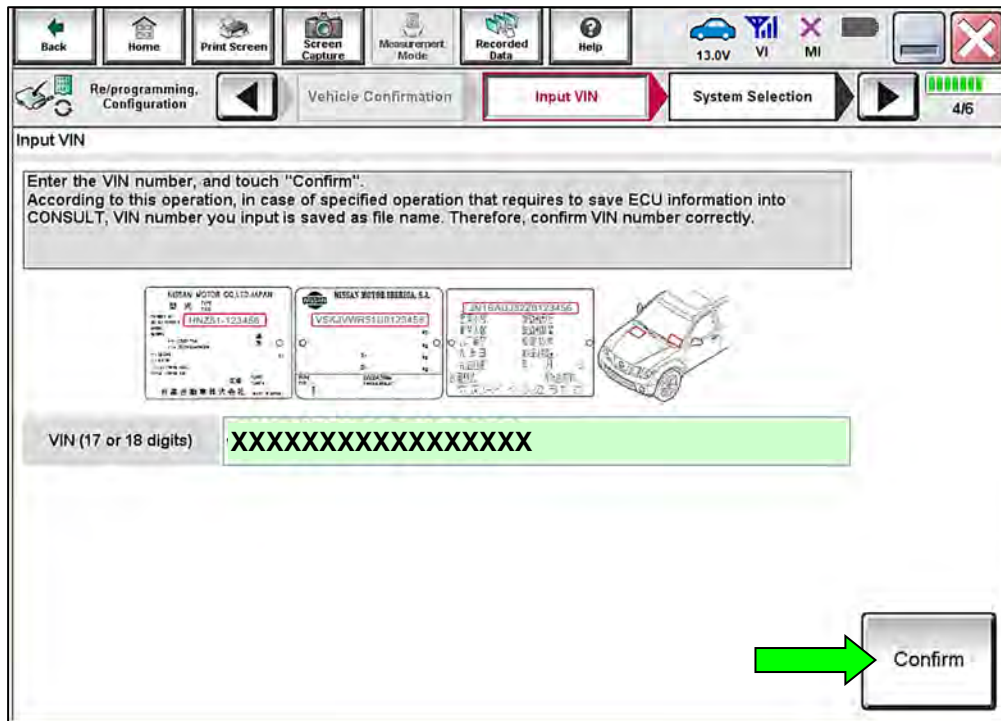 Back
Home
Print Screen
Screen Capture
Measurement Mode
Recorded Data
Help
13.0V
VI
MI
Re/programming, Configuration
Vehicle Confirmation
Input VIN
System Selection
4/6
Input VIN
Enter the VIN number, and touch "Confirm".
According to this operation, in case of specified operation that requires to save ECU information into
CONSULT, VIN number you input is saved as file name. Therefore, confirm VIN number correctly.
NISSAN MOTOR CO.,LTD.JAPAN
NISSAN MOTOR IBERICA, S.A.
VIN (17 or 18 digits)
XXXXXXXXXXXXXXXXX
Confirm